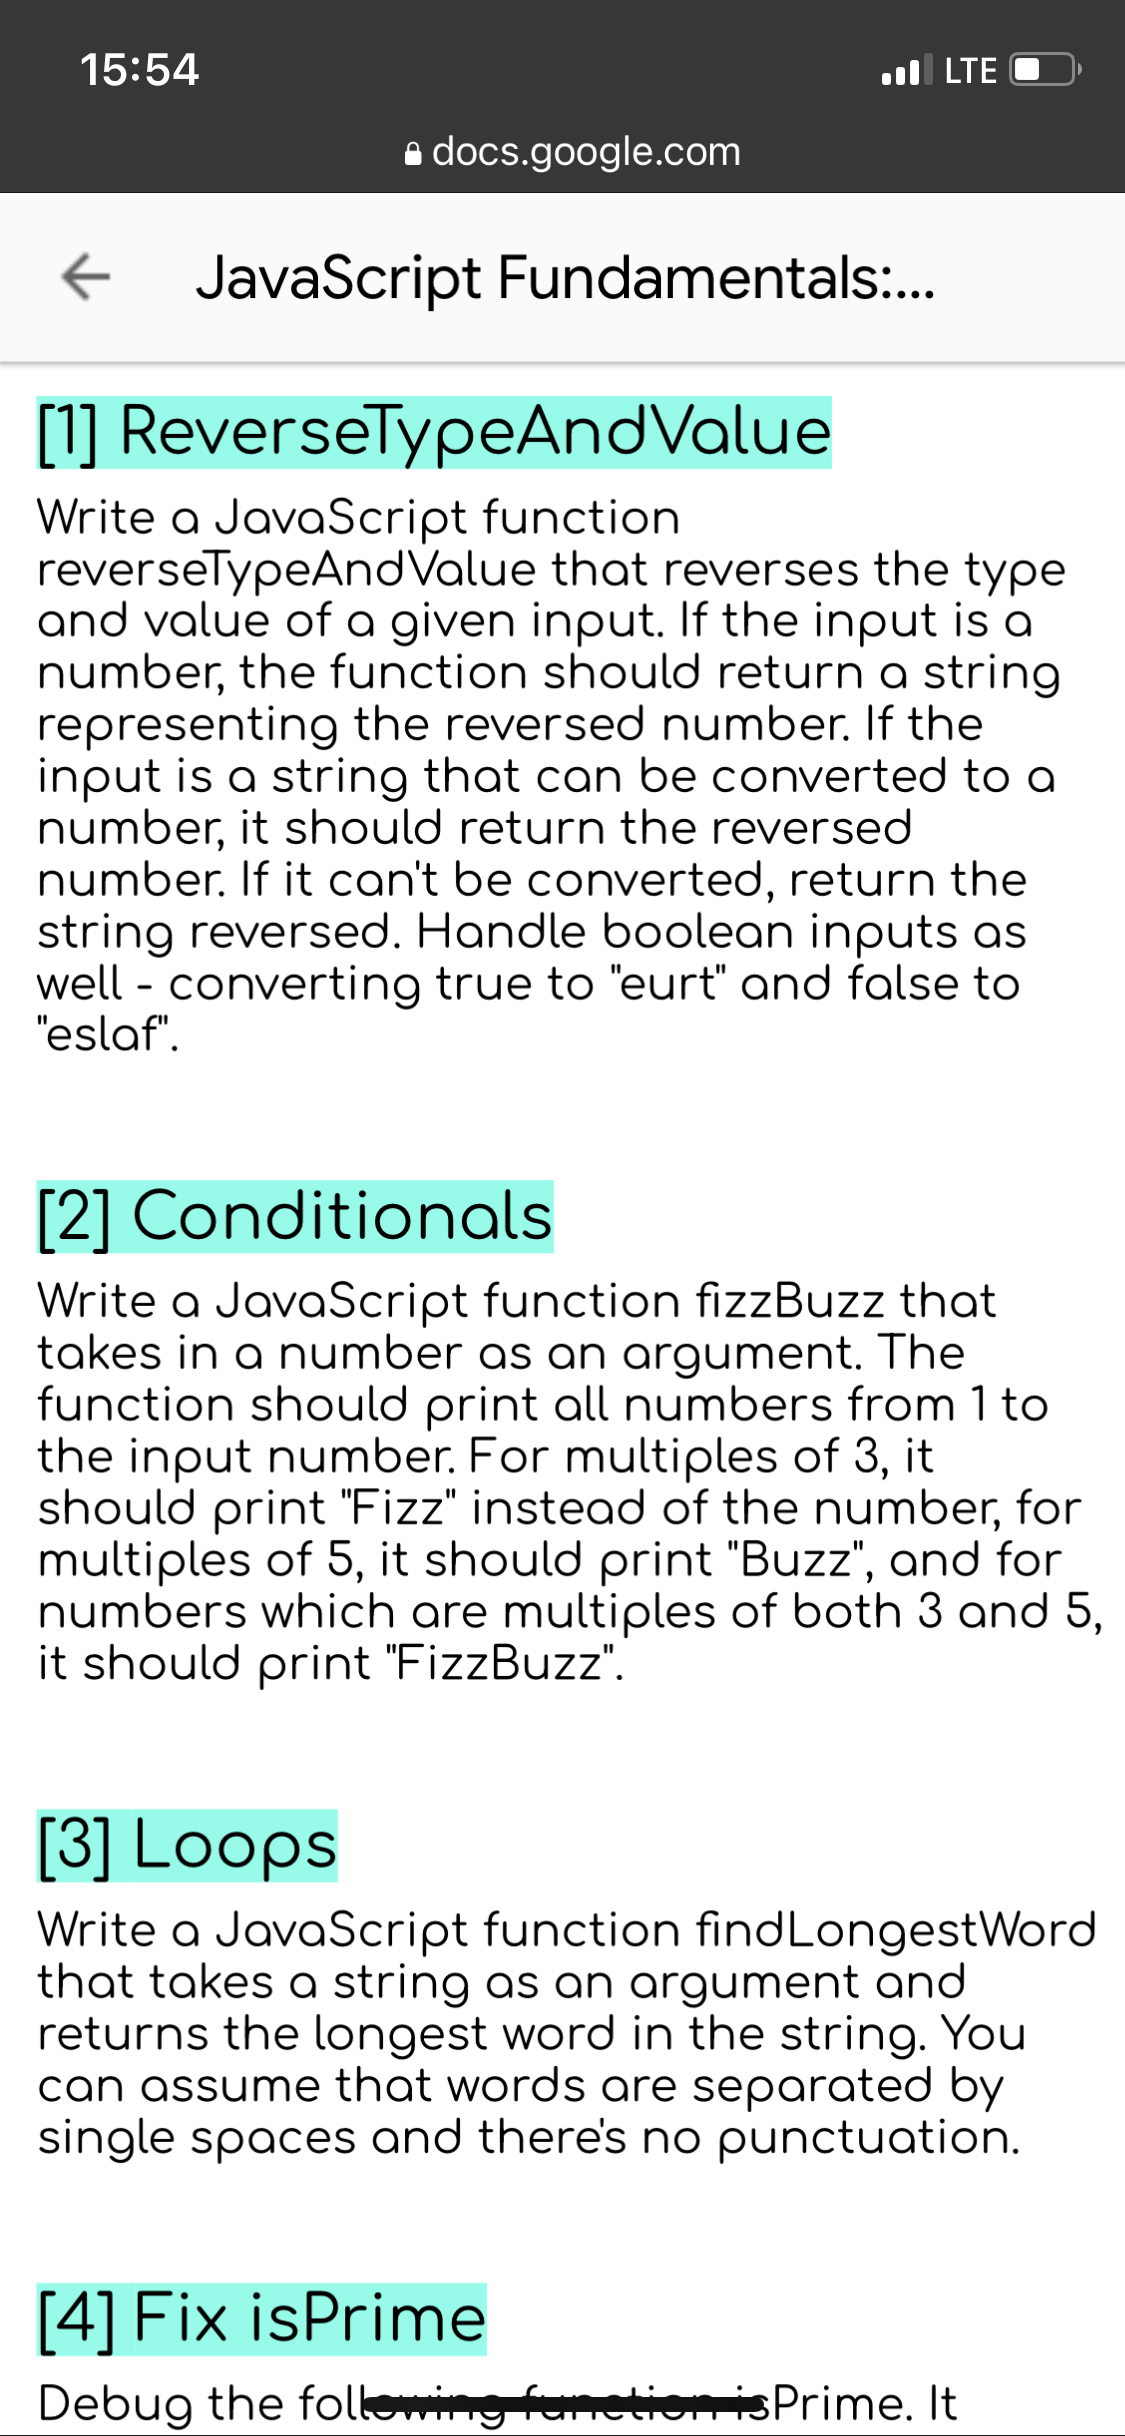 15:54
LTE
docs.google.com
JavaScript Fundamentals:...
[1] ReverseTypeAndValue
Write a JavaScript function
reverseTypeAndValue that reverses the type
and value of a given input. If the input is a
number, the function should return a string
representing the reversed number. If the
input is a string that can be converted to a
number, it should return the reversed
number. If it can't be converted, return the
string reversed. Handle boolean inputs as
well - converting true to "eurt" and false to
"eslaf".
[2] Conditionals
Write a JavaScript function fizzBuzz that
takes in a number as an argument. The
function should print all numbers from 1 to
the input number. For multiples of 3, it
should print "Fizz" instead of the number, for
multiples of 5, it should print "Buzz", and for
numbers which are multiples of both 3 and 5,
it should print "FizzBuzz".
[3] Loops
Write a JavaScript function findLongestWord
that takes a string as an argument and
returns the longest word in the string. You
can assume that words are separated by
single spaces and there's no punctuation.
[4] Fix isPrime
Debug the following function isPrime. It